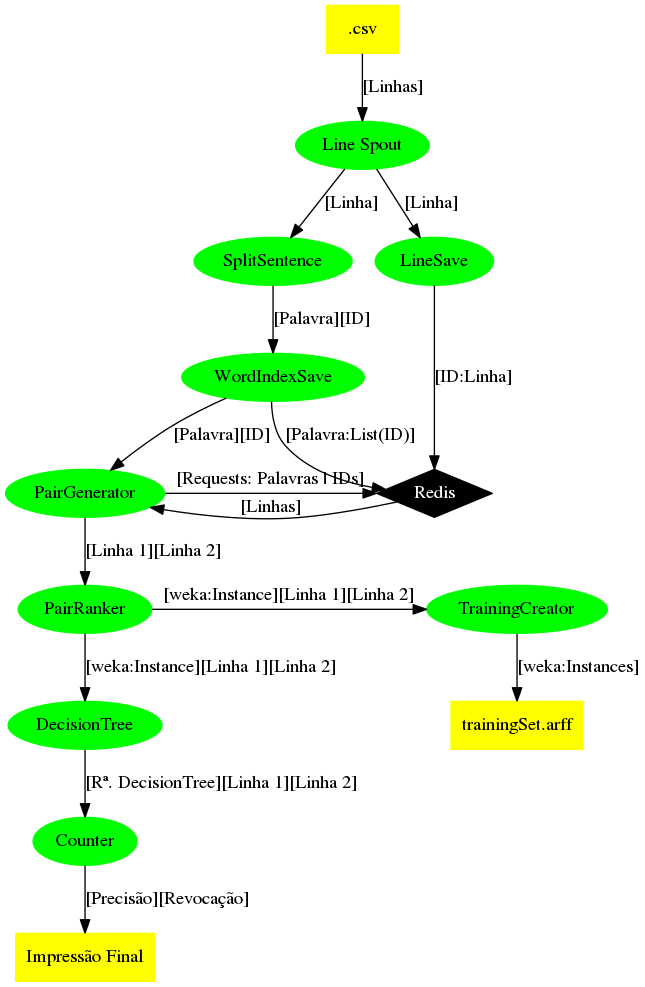 .csv
[Linhas]
Line Spout
[Linha]
[Linha]
SplitSentence
LineSave
[Palavra][ID]
WordIndexSave
[ID:Linha]
[Palavra][ID]
[Palavra:List(ID)]
[Requests: Palavras | IDs]
PairGenerator
Redis
[Linhas]
[Linha 1][Linha 2]
PairRanker
[weka:Instance][Linha 1][Linha 2]
TrainingCreator
[weka:Instance][Linha 1][Linha 2]
[weka:Instances]
DecisionTree
trainingSet.arff
[Rª. DecisionTree][Linha 1][Linha 2]
Counter
[Precisão][Revocação]
Impressão Final